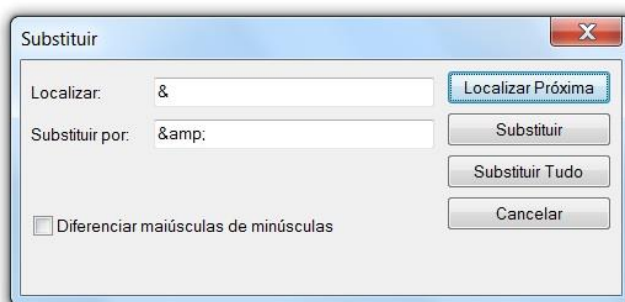 Substituir
Localizar: & Localizar Próxima
Substituir por: &amp; Substituir
Substituir Tudo
Diferenciar maiúsculas de minúsculas Cancelar